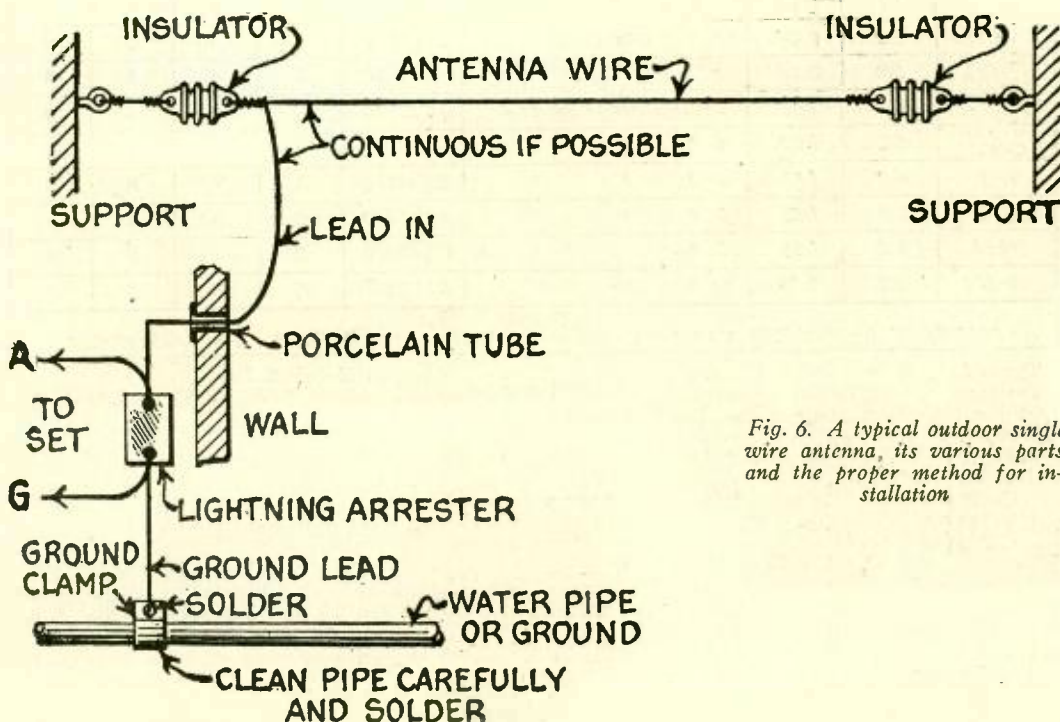 INSULATOR
INSULATOR
ANTENNA WIRE
CONTINUOUS IF POSSIBLE
SUPPORT
SUPPORT
LEAD IN
PORCELAIN TUBE
A
TO
SET
WALL
G
LIGHTNING ARRESTER
GROUND
CLAMP
GROUND LEAD
SOLDER
WATER PIPE
OR GROUND
CLEAN PIPE CAREFULLY
AND SOLDER
Fig. 6. A typical outdoor single
wire antenna, its various parts
and the proper method for in-
stallation